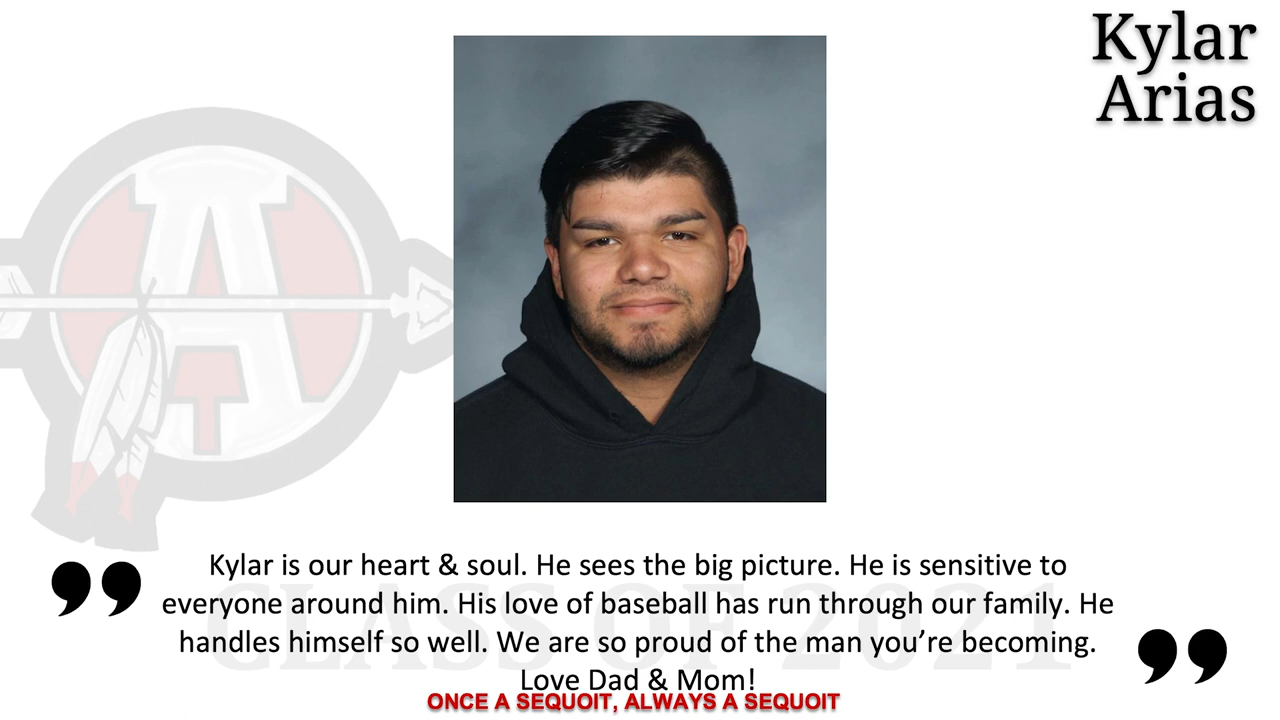 Kylar
Arias
A
Kylar is our heart & soul. He sees the big picture. He is sensitive to
everyone around him. His love of baseball has run through our family. He
handles himself so well. We are so proud of the man you’re becoming.
Love Dad & Mom!
CLASS OF 2021
ONCE A SEQUOIT, ALWAYS A SEQUOIT